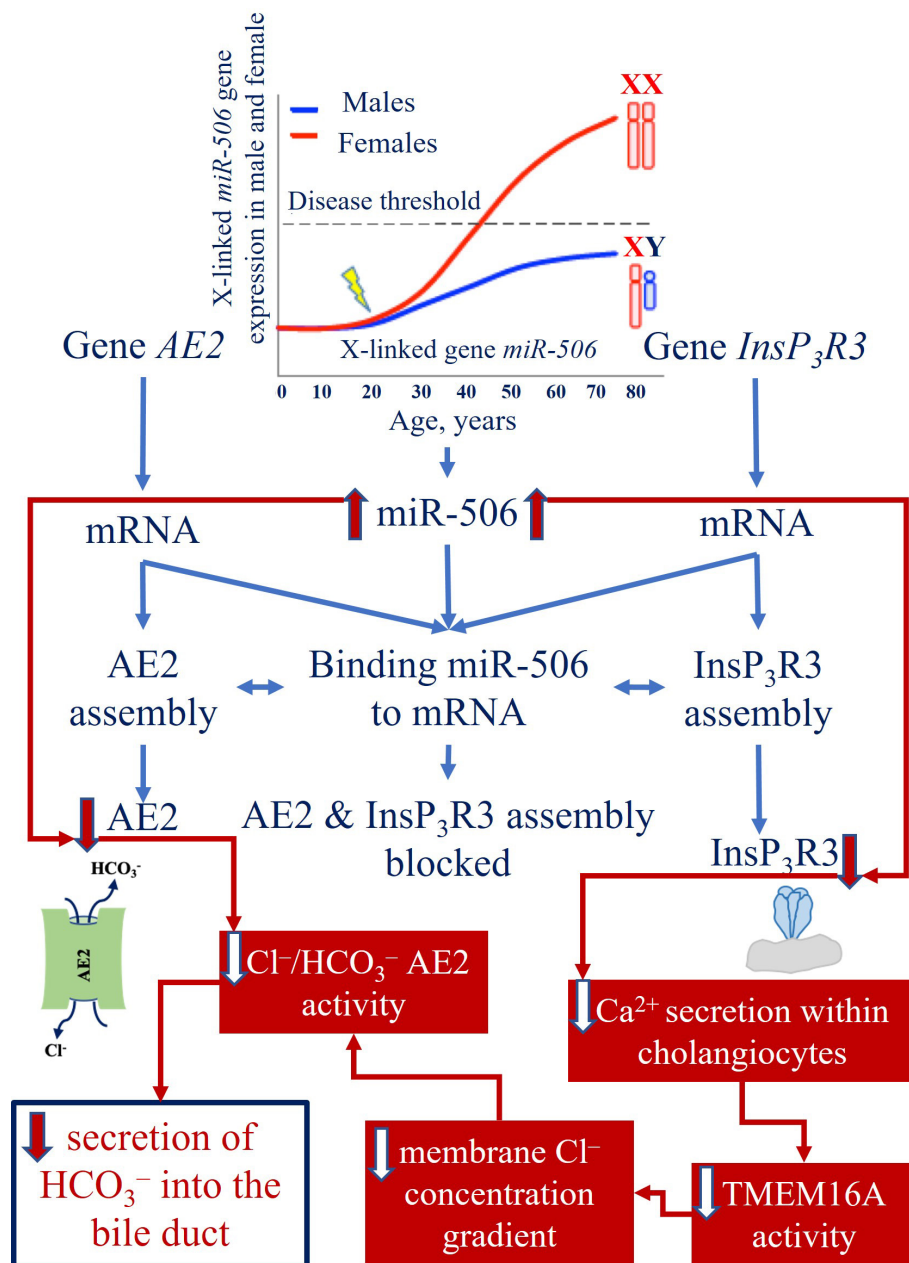 X-linked miR-506 gene
expression in male and female
Males
Females
XX
Disease threshold
XY
X-linked gene miR-506
0 10 20 30 40 50 60 70 80
Age, years
Gene AE2
Gene InsP₃R3
mRNA
miR-506
mRNA
AE2
assembly
Binding miR-506
to mRNA
InsP₃R3
assembly
AE2
AE2 & InsP₃R3 assembly
blocked
InsP₃R3
HCO₃⁻
AE2
Cl⁻
Cl⁻/HCO₃⁻ AE2
activity
Ca²⁺ secretion within
cholangiocytes
secretion of
HCO₃⁻ into the
bile duct
membrane Cl⁻
concentration
gradient
TMEM16A
activity